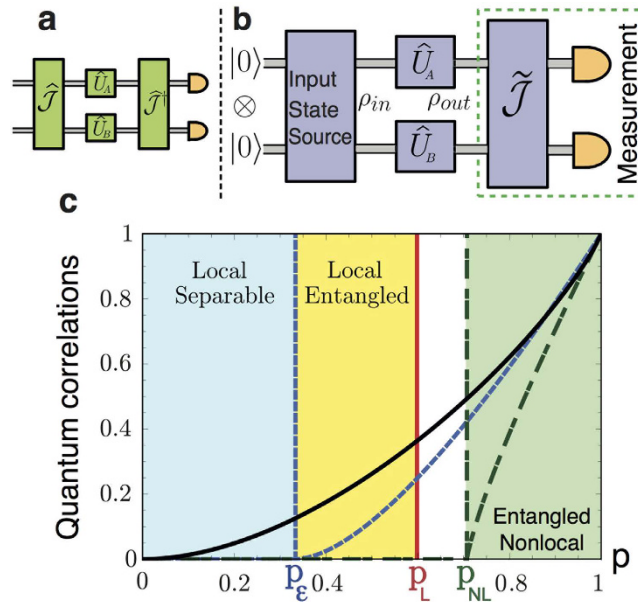 a
b
Ĵ
Û_A
Û_B
Ĵ†
|0⟩
⊗
|0⟩
Input
State
Source
ρ_in
Û_A
Û_B
ρ_out
J̃
Measurement
c
Quantum correlations
1
0.8
0.6
0.4
0.2
0
Local
Separable
Local
Entangled
Entangled
Nonlocal
0
0.2
p_ε
0.4
p_L
p_NL
0.8
1
p